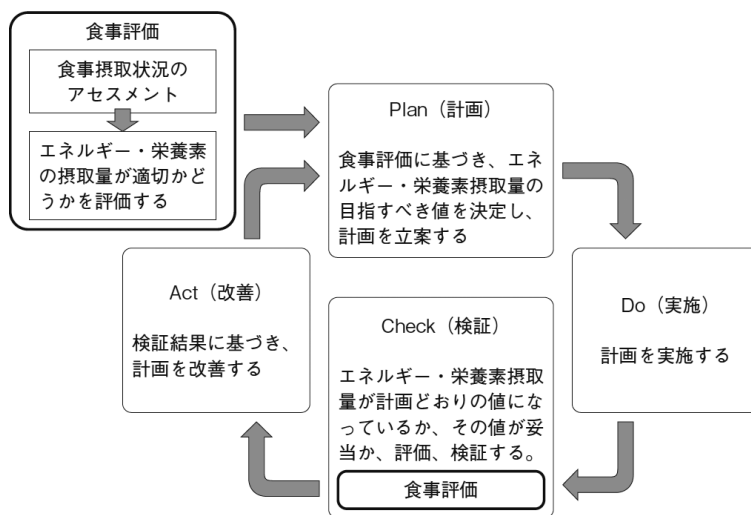 食事評価
食事摂取状況の
アセスメント
エネルギー・栄養素
の摂取量が適切かど
うかを評価する
Plan（計画）
食事評価に基づき、エネ
ルギー・栄養素摂取量の
目指すべき値を決定し、
計画を立案する
Do（実施）
計画を実施する
Check（検証）
エネルギー・栄養素摂取
量が計画どおりの値にな
っているか、その値が妥
当か、評価、検証する。
食事評価
Act（改善）
検証結果に基づき、
計画を改善する